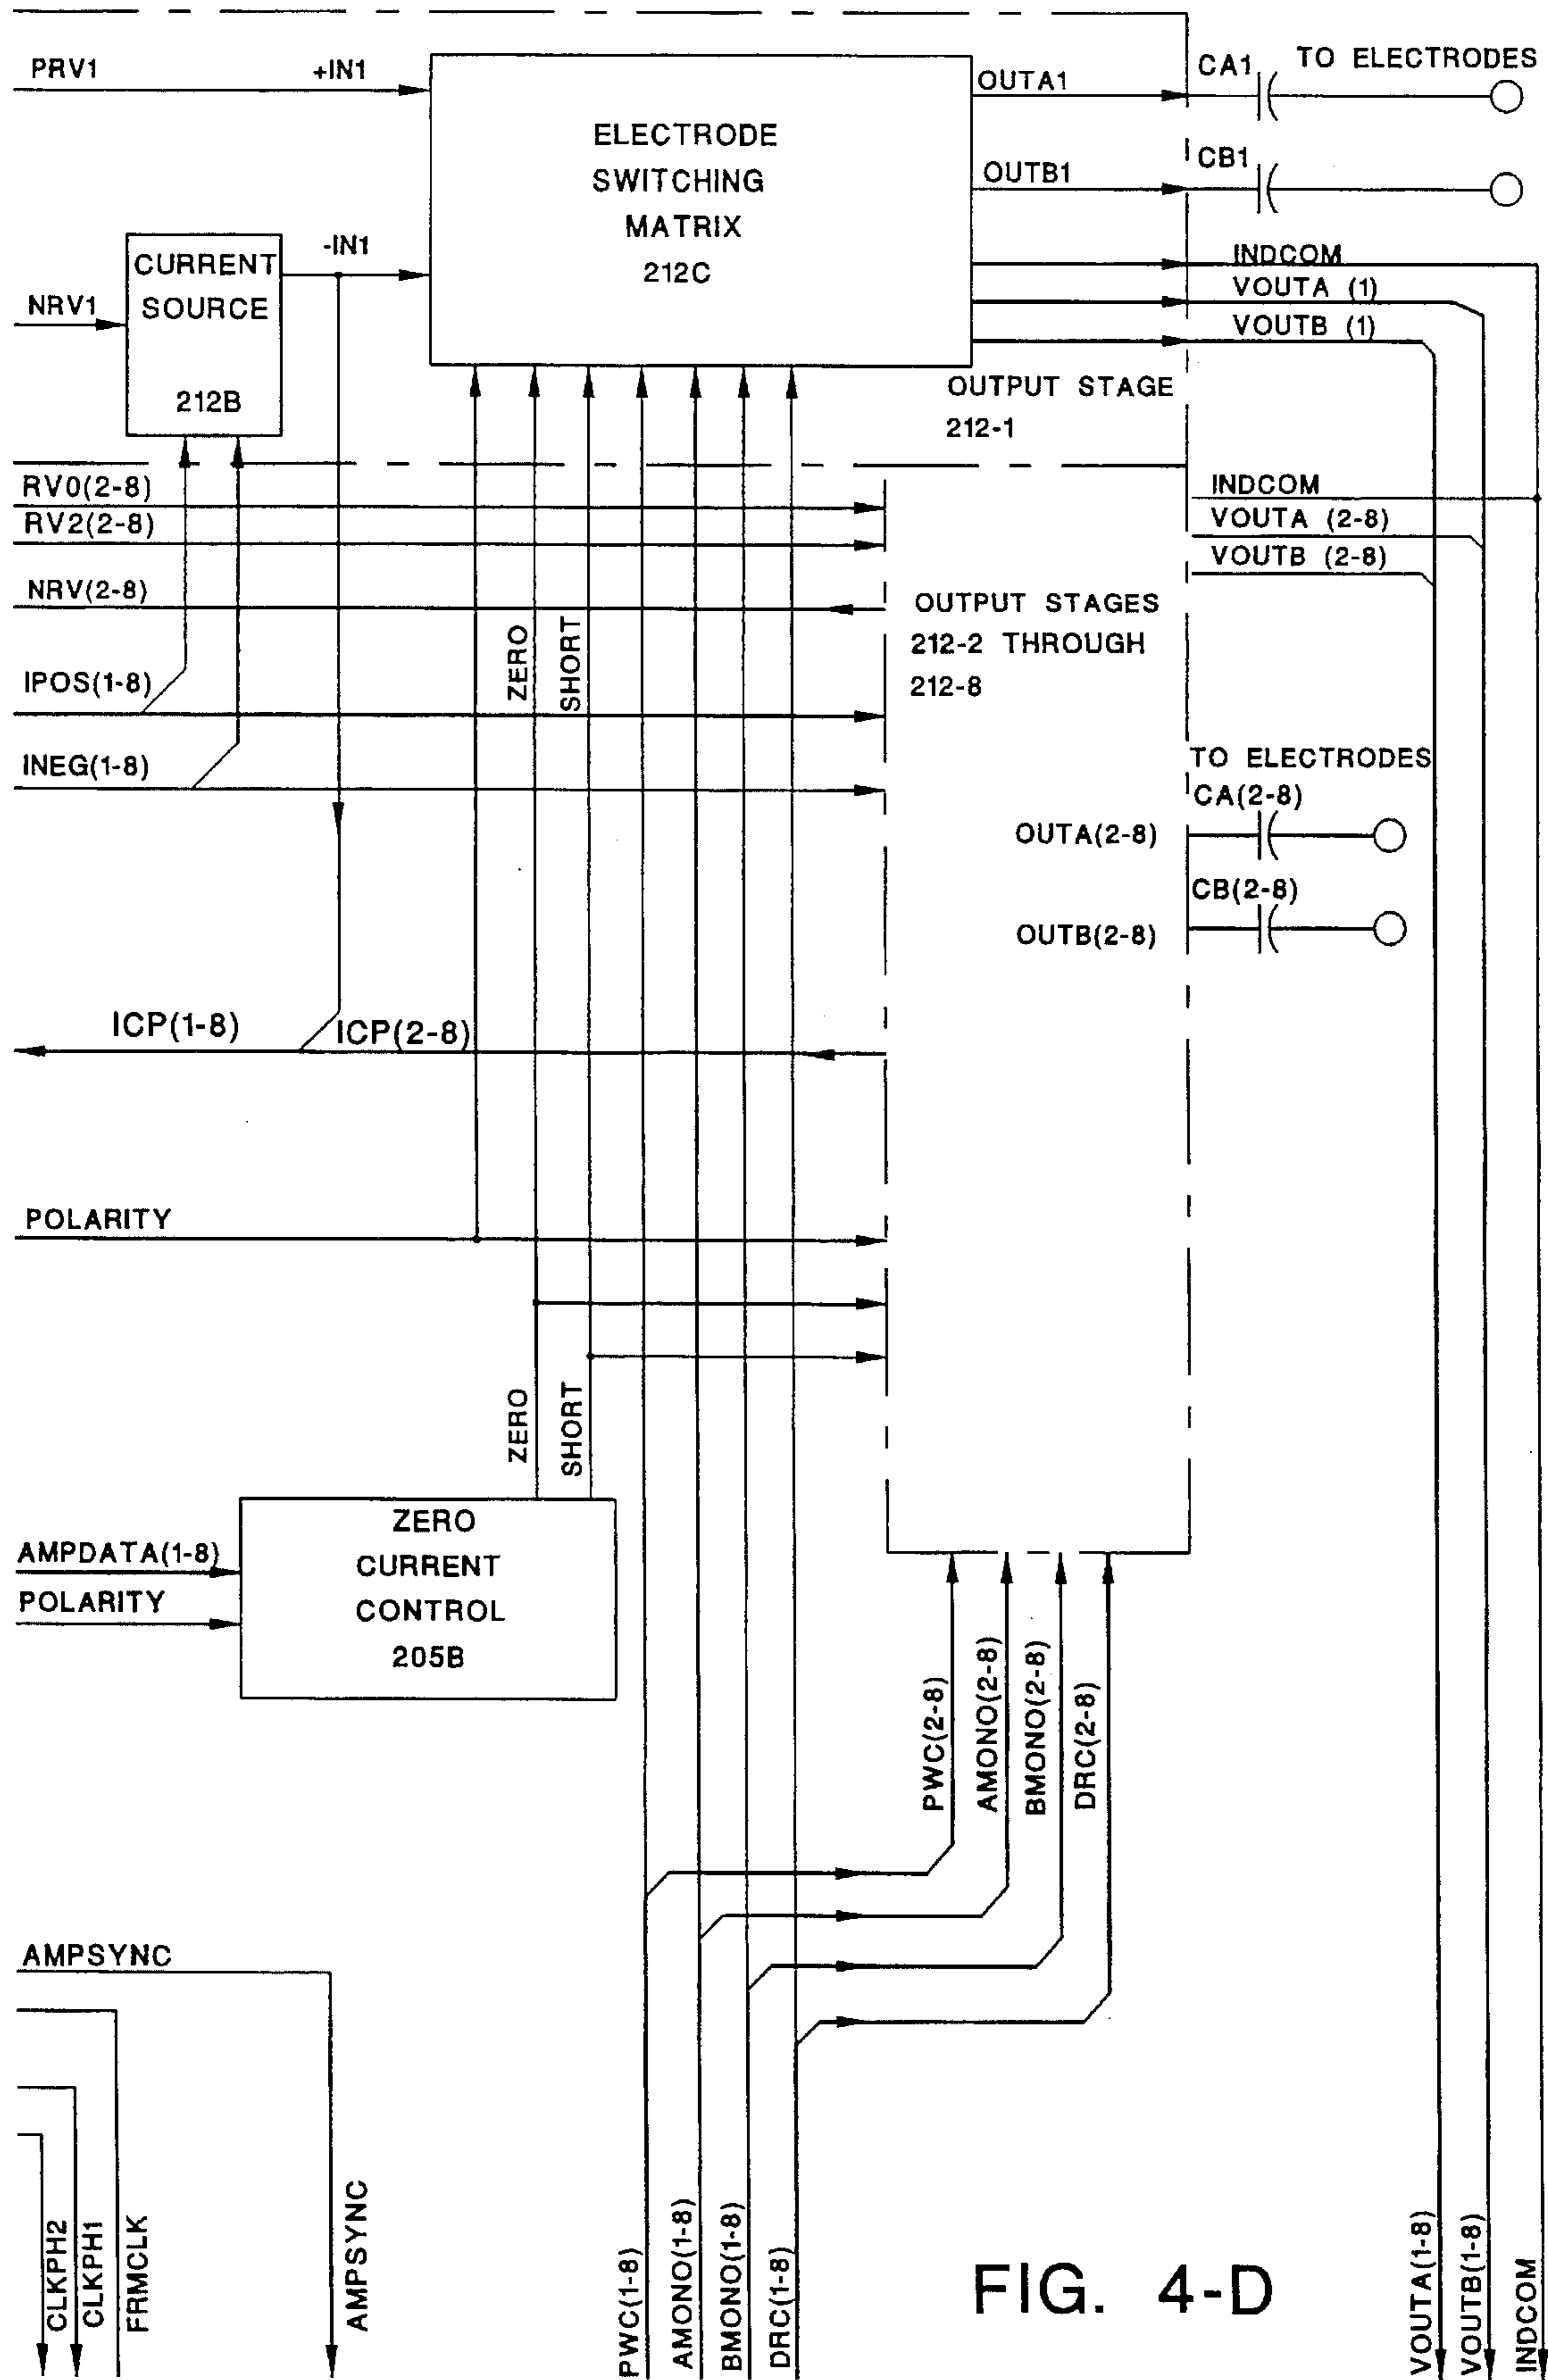 PRV1
+IN1
ELECTRODE
SWITCHING
MATRIX
212C
OUTA1
CA1
TO ELECTRODES
OUTB1
CB1
-IN1
CURRENT
SOURCE
212B
NRV1
INDCOM
VOUTA (1)
VOUTB (1)
OUTPUT STAGE
212-1
RV0(2-8)
RV2(2-8)
NRV(2-8)
IPOS(1-8)
INEG(1-8)
ZERO
SHORT
INDCOM
VOUTA (2-8)
VOUTB (2-8)
OUTPUT STAGES
212-2 THROUGH
212-8
TO ELECTRODES
CA(2-8)
OUTA(2-8)
CB(2-8)
OUTB(2-8)
ICP(1-8)
ICP(2-8)
POLARITY
ZERO
SHORT
AMPDATA(1-8)
POLARITY
ZERO
CURRENT
CONTROL
205B
PWC(2-8)
AMONO(2-8)
BMONO(2-8)
DRC(2-8)
AMPSYNC
CLKPH2
CLKPH1
FRMCLK
AMPSYNC
PWC(1-8)
AMONO(1-8)
BMONO(1-8)
DRC(1-8)
FIG. 4-D
VOUTA(1-8)
VOUTB(1-8)
INDCOM